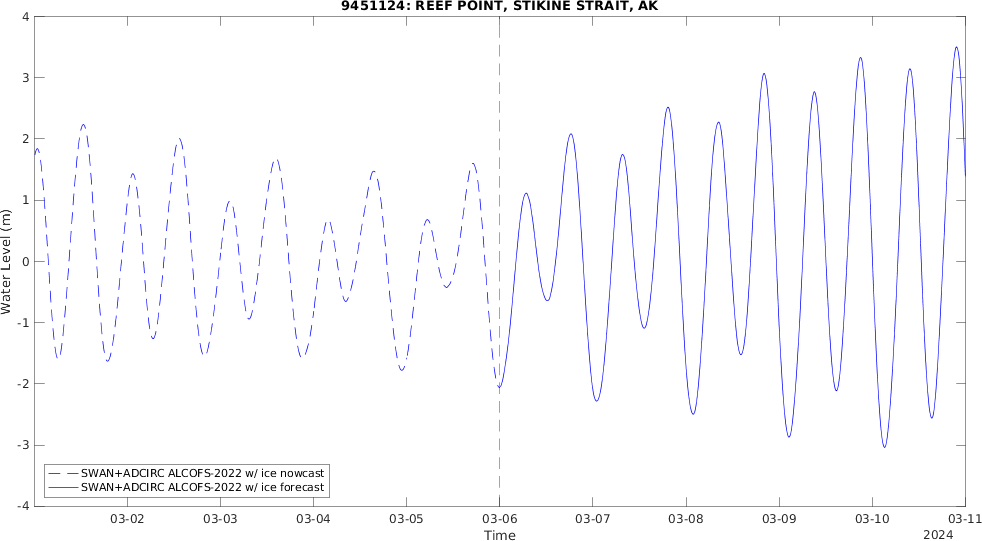 9451124: REEF POINT, STIKINE STRAIT, AK
4
3
2
1
0
-1
-2
-3
-4
Water Level (m)
SWAN+ADCIRC ALCOFS-2022 w/ ice nowcast
SWAN+ADCIRC ALCOFS-2022 w/ ice forecast
03-02 03-03 03-04 03-05 03-06 03-07 03-08 03-09 03-10 03-11
Time
2024